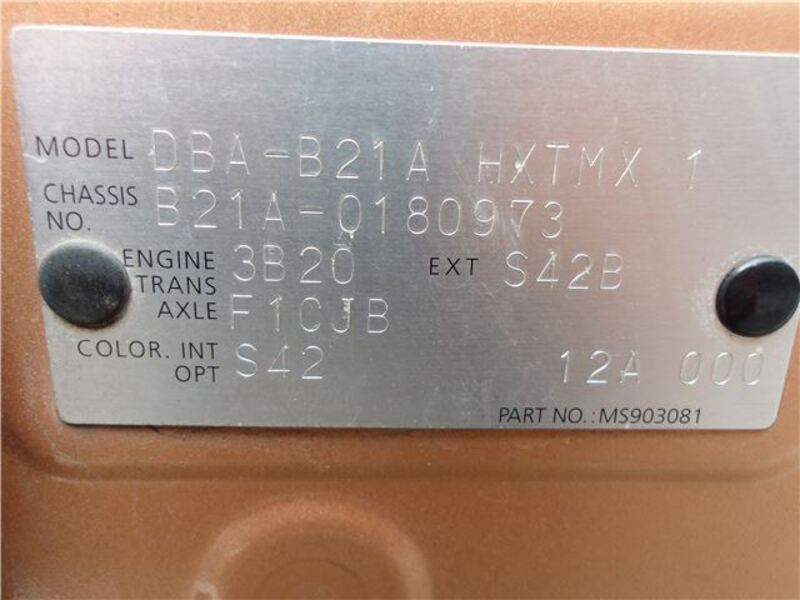 MODEL DBA-B21A HXTMX 1
CHASSIS NO. B21A-0180973
ENGINE 3B20 EXT S42B
TRANS AXLE F1CJB
COLOR. INT OPT S42 12A 000
PART NO.:MS903081